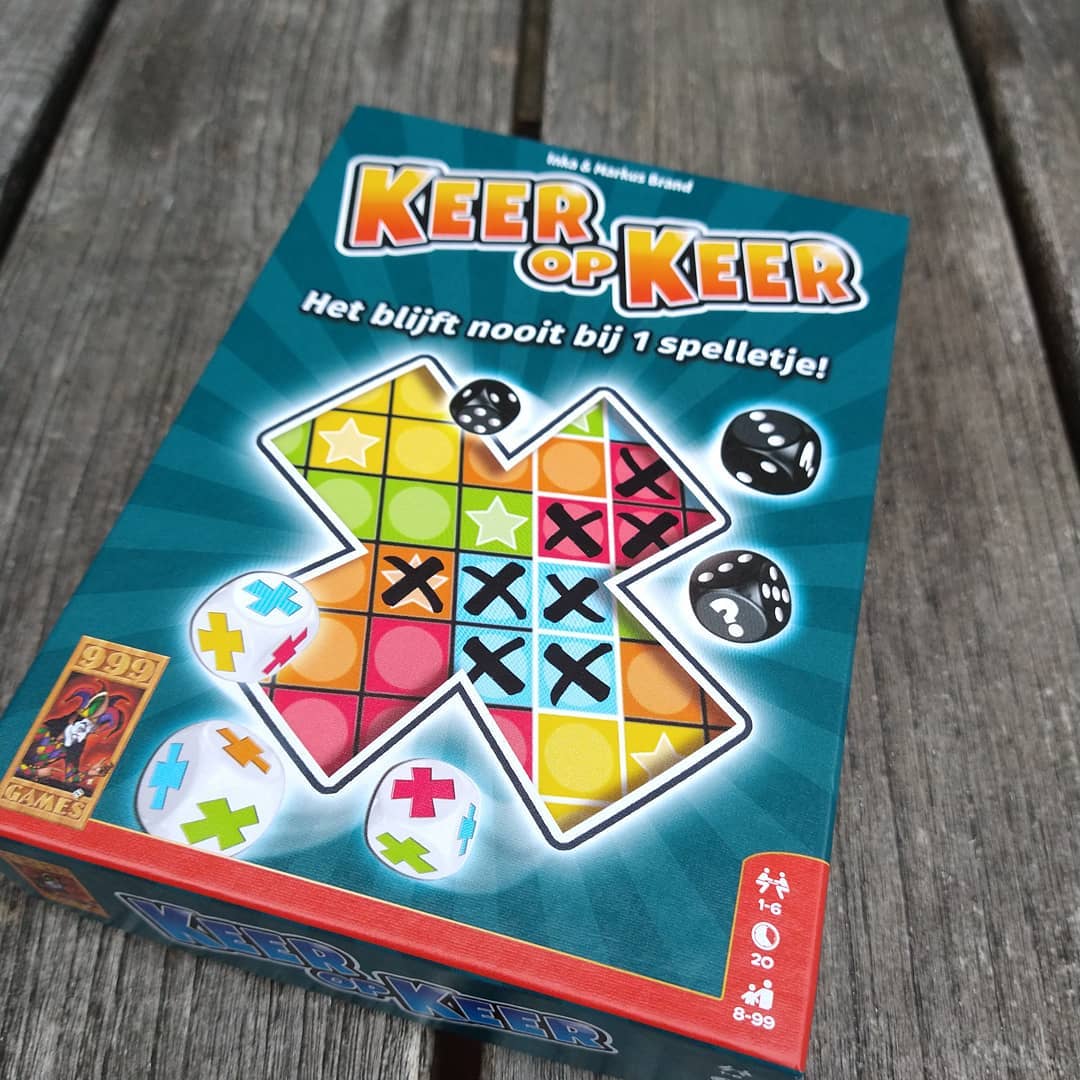 Inka & Markus Brand
KEER
OP KEER
Het blijft nooit bij 1 spelletje!
?
999
GAMES
1-6
20
8-99
KEER
OP KEER